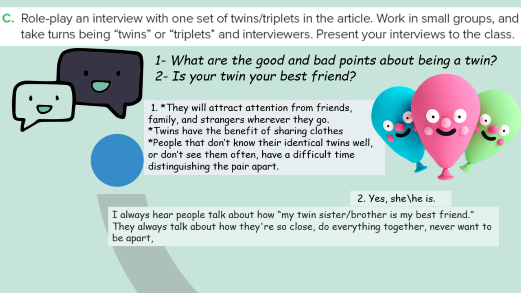 C. Role-play an interview with one set of twins/triplets in the article. Work in small groups, and
take turns being “twins” or “triplets” and interviewers. Present your interviews to the class.
1- What are the good and bad points about being a twin?
2- Is your twin your best friend?
1. *They will attract attention from friends,
family, and strangers wherever they go.
*Twins have the benefit of sharing clothes
*People that don’t know their identical twins well,
or don’t see them often, have a difficult time
distinguishing the pair apart.
2. Yes, she\he is.
I always hear people talk about how “my twin sister/brother is my best friend.”
They always talk about how they're so close, do everything together, never want to
be apart,